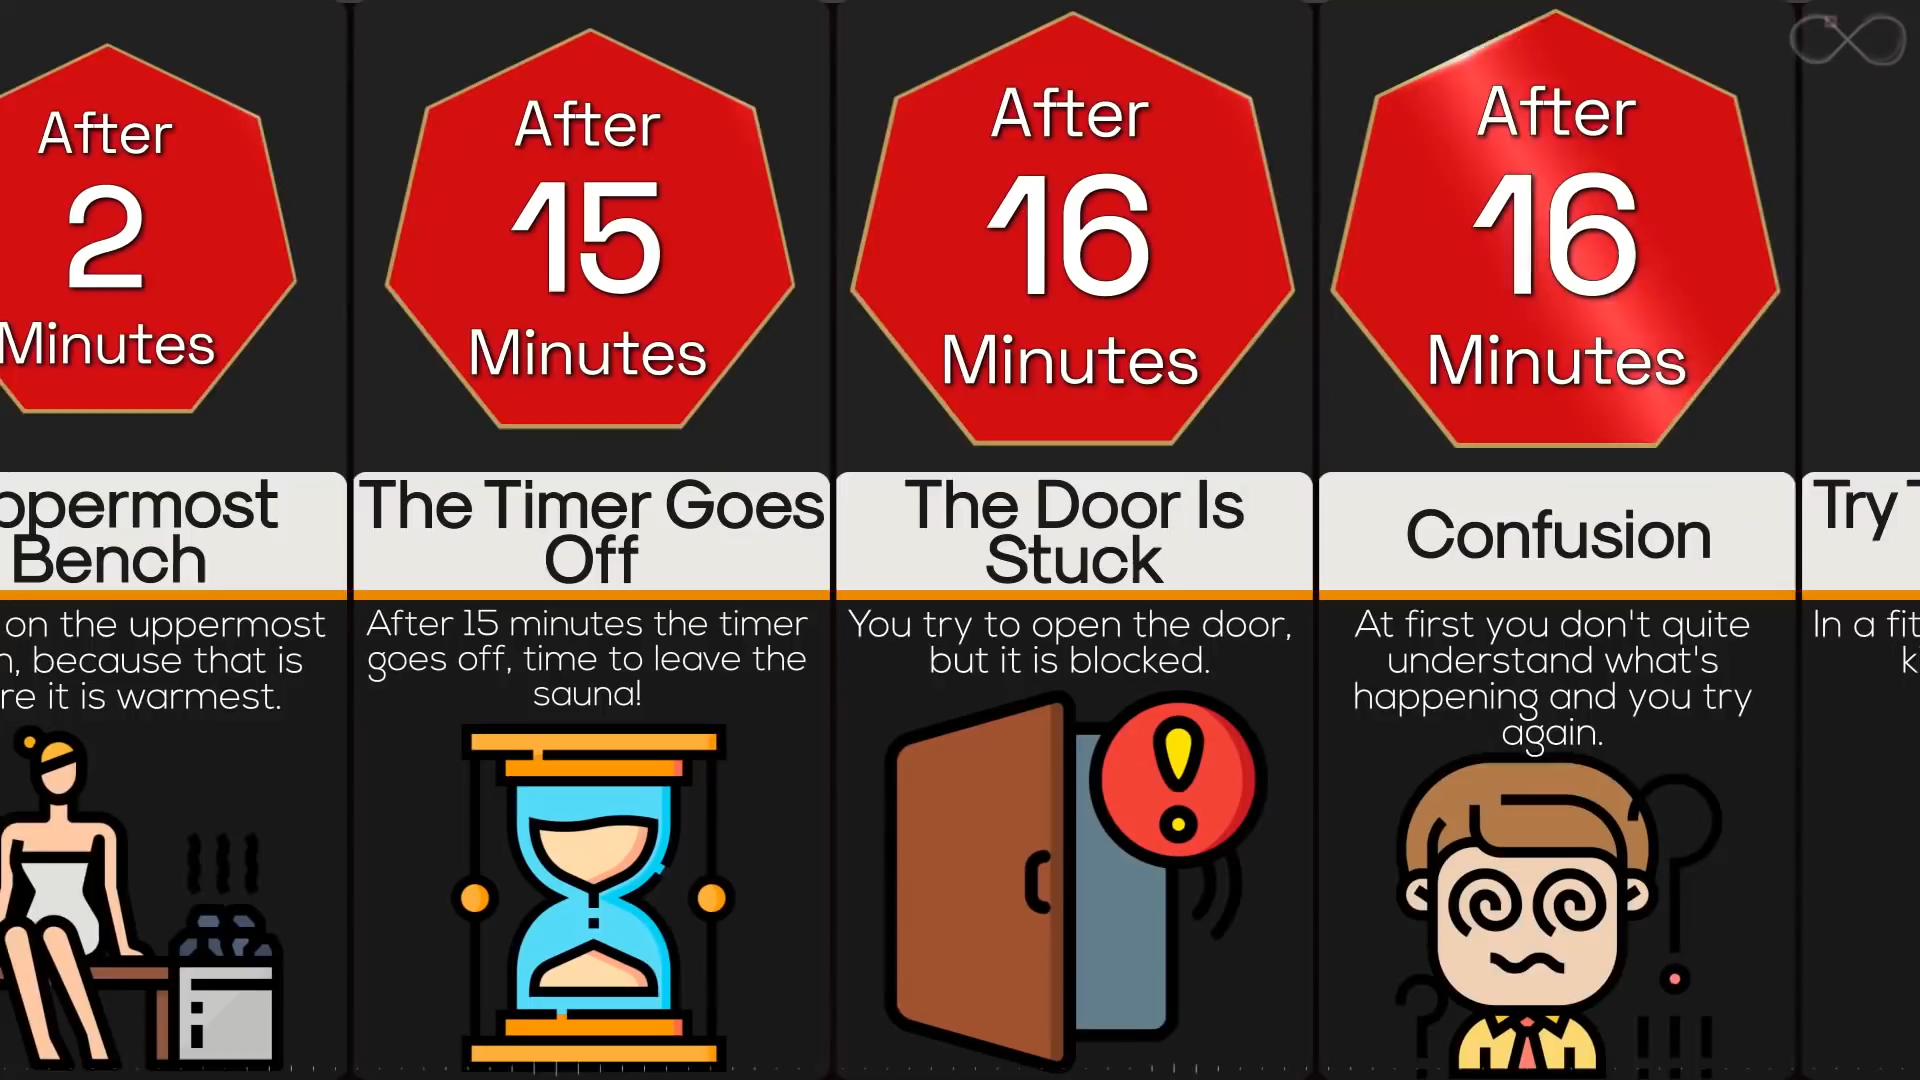 After
2
Minutes
ppermost
Bench
on the uppermost
, because that is
re it is warmest.
After
15
Minutes
The Timer Goes
Off
After 15 minutes the timer
goes off, time to leave the
sauna!
After
16
Minutes
The Door Is
Stuck
You try to open the door,
but it is blocked.
After
16
Minutes
Confusion
At first you don't quite
understand what's
happening and you try
again.
Try
In a fit
k